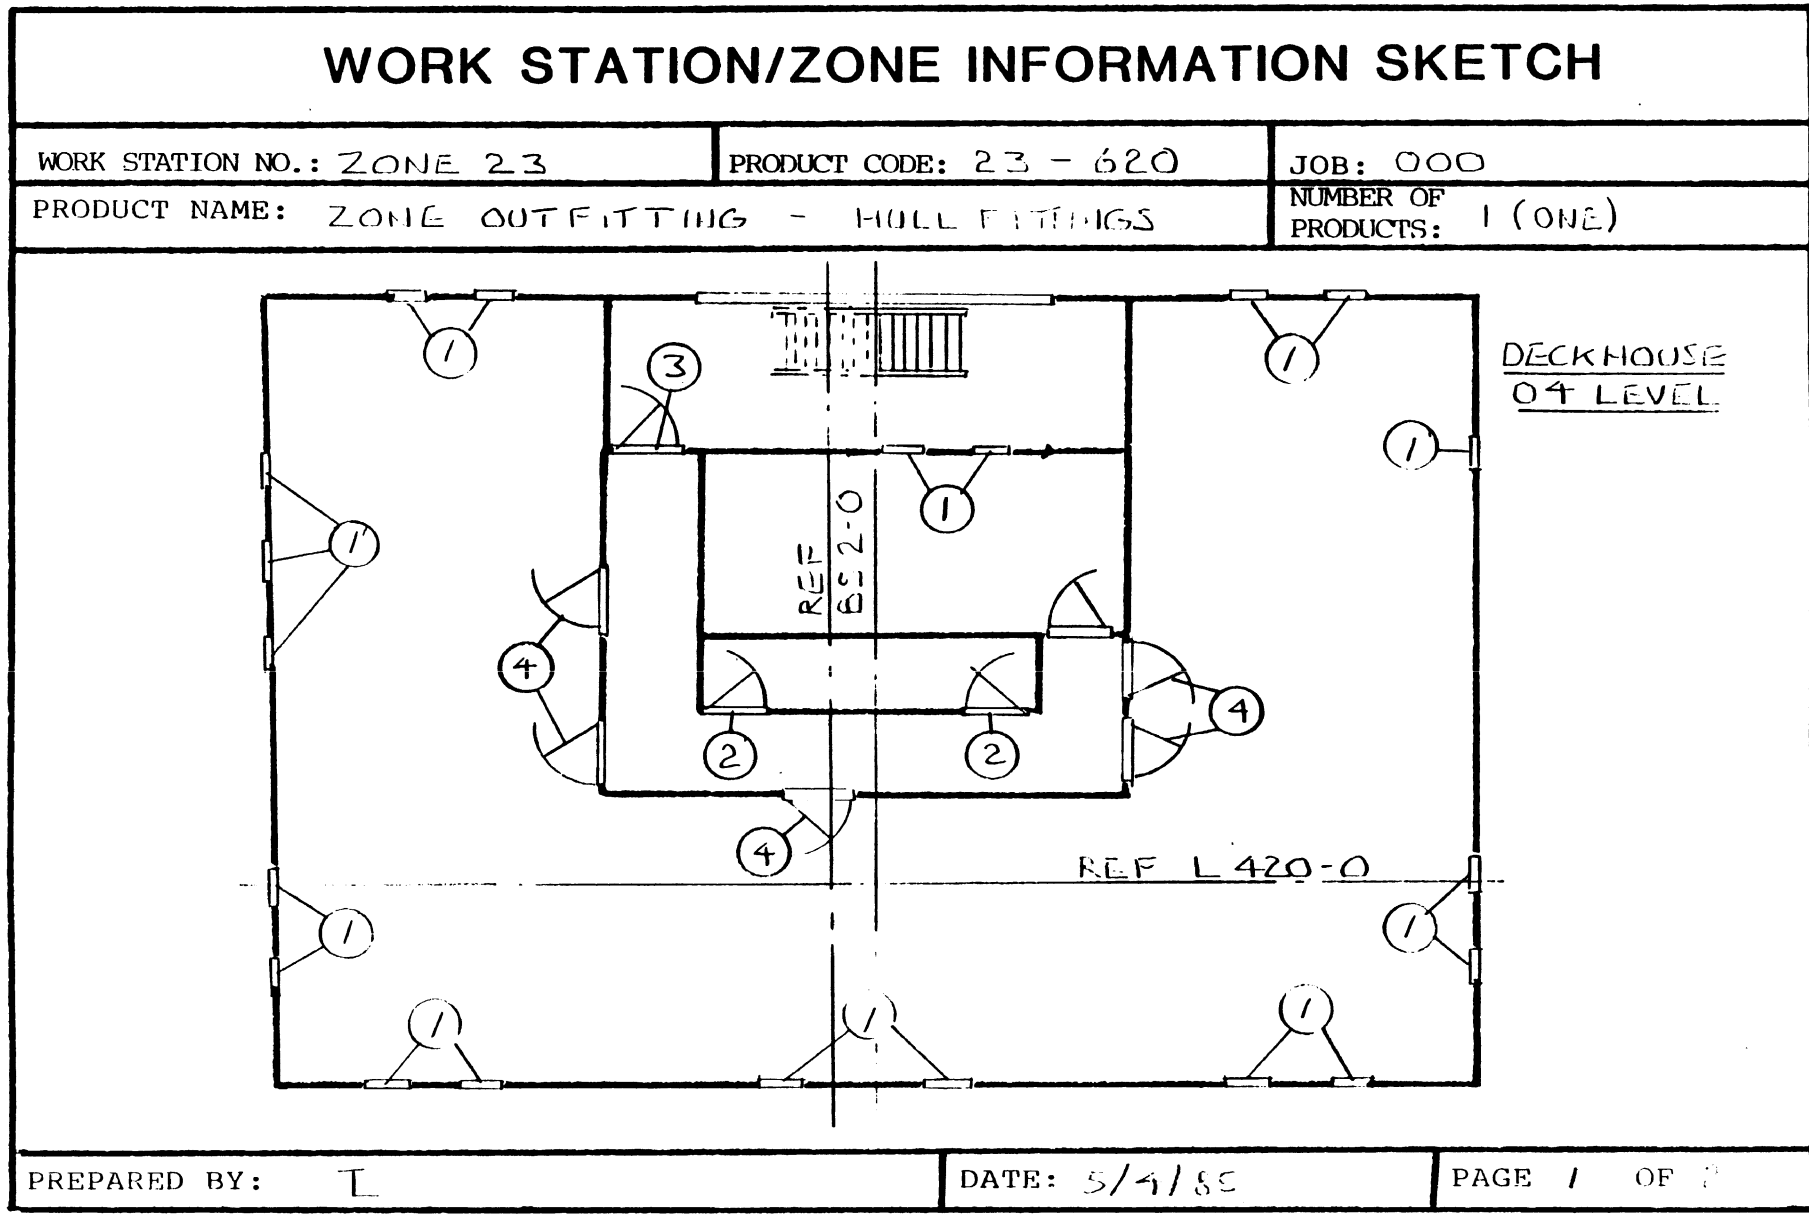 WORK STATION/ZONE INFORMATION SKETCH
WORK STATION NO.: ZONE 23
PRODUCT CODE: 23 - 620
JOB: 000
PRODUCT NAME: ZONE OUTFITTING - HULL FITTINGS
NUMBER OF
PRODUCTS: 1 (ONE)
1
1
3
DECKHOUSE
04 LEVEL
1
1
1
REF
4
4
2
2
4
REF L 420-0
1
1
1
1
1
PREPARED BY:
DATE: 5/4/
PAGE 1 OF